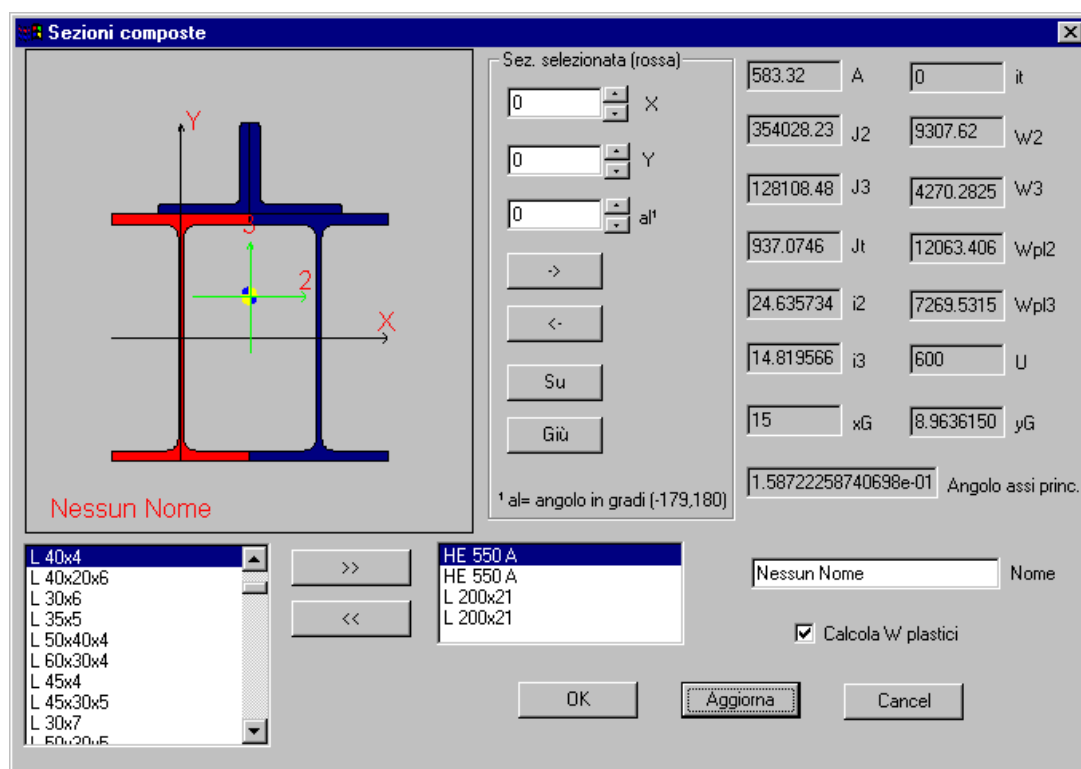 Sezioni composte
Y
3
2
X
Nessun Nome
Sez. selezionata (rossa)
0 X
0 Y
0 al¹
->
<-
Su
Giù
¹ al= angolo in gradi (-179,180)
583.32 A 0 it
354028.23 J2 9307.62 W2
128108.48 J3 4270.2825 W3
937.0746 Jt 12063.406 Wpl2
24.635734 i2 7269.5315 Wpl3
14.819566 i3 600 U
15 xG 8.9636150 yG
1.58722258740698e-01 Angolo assi princ.
L 40x4
L 40x20x6
L 30x6
L 35x5
L 50x40x4
L 60x30x4
L 45x4
L 45x30x5
L 30x7
L 50x30x5
>>
<<
HE 550 A
HE 550 A
L 200x21
L 200x21
Nessun Nome Nome
Calcola W plastici
OK Aggiorna Cancel